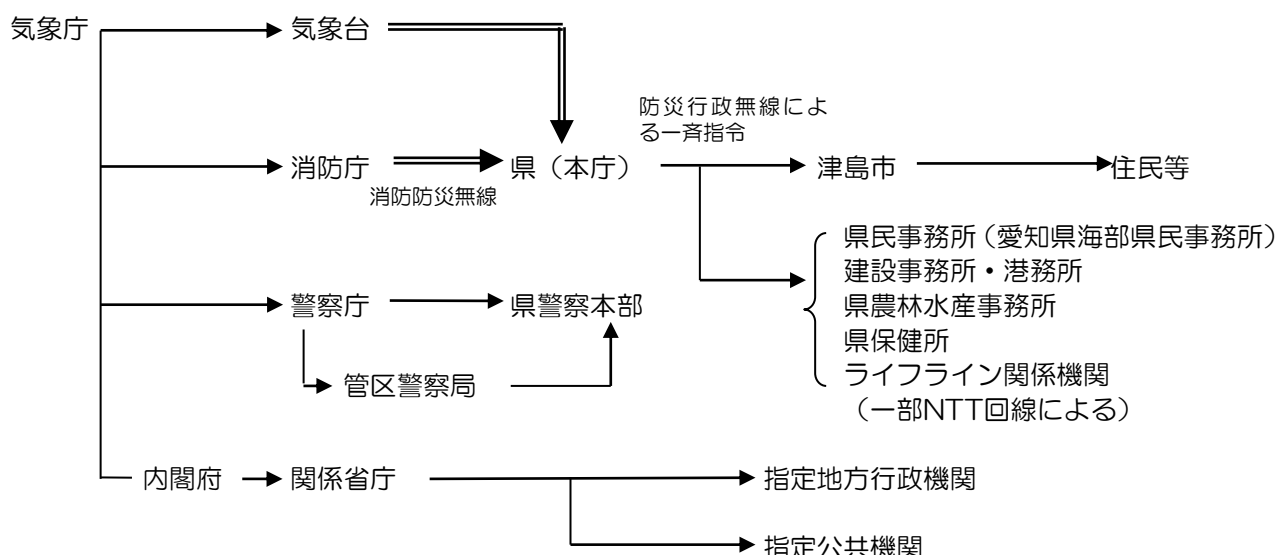 気象庁
気象台
防災行政無線によ
る一斉指令
消防庁
県（本庁）
津島市
住民等
消防防災無線
県民事務所（愛知県海部県民事務所）
建設事務所・港務所
県農林水産事務所
県保健所
ライフライン関係機関
（一部NTT回線による）
警察庁
県警察本部
管区警察局
内閣府
関係省庁
指定地方行政機関
指定公共機関